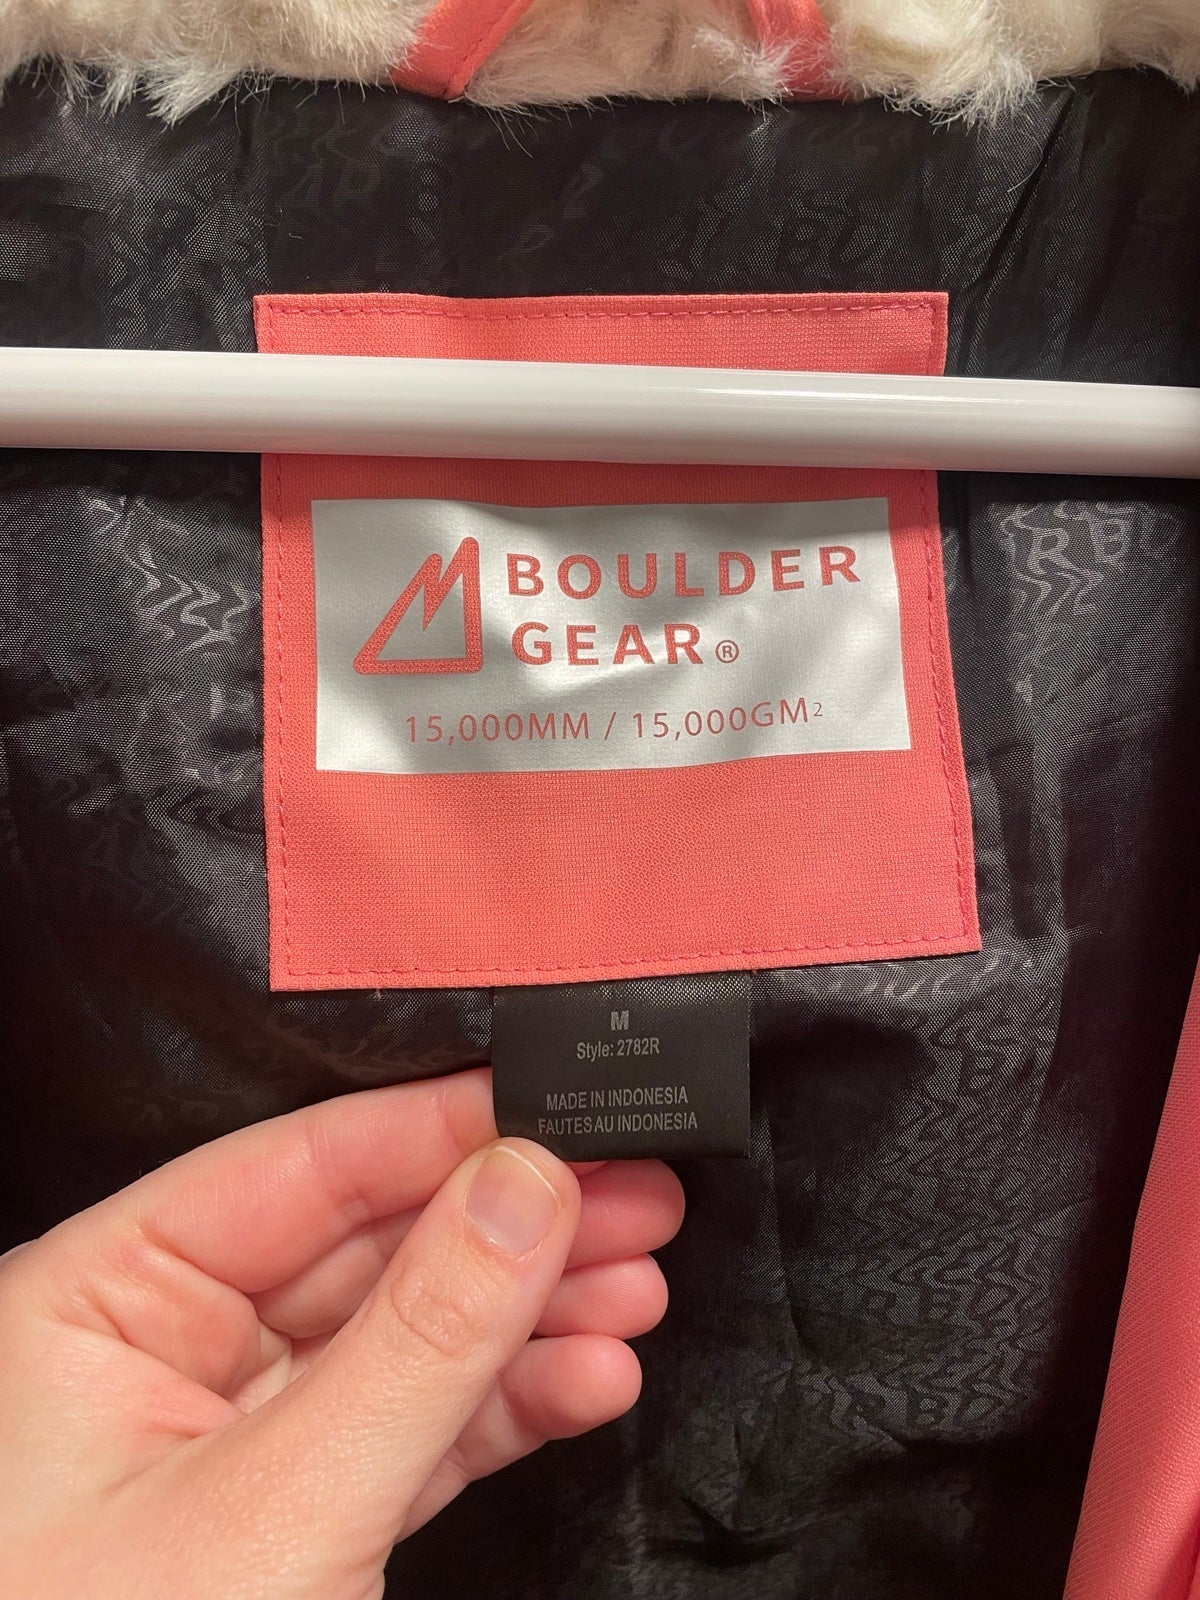 BOULDER
GEAR®
15,000MM / 15,000GM²
M
Style: 2782R
MADE IN INDONESIA
FAUTES AU INDONESIA